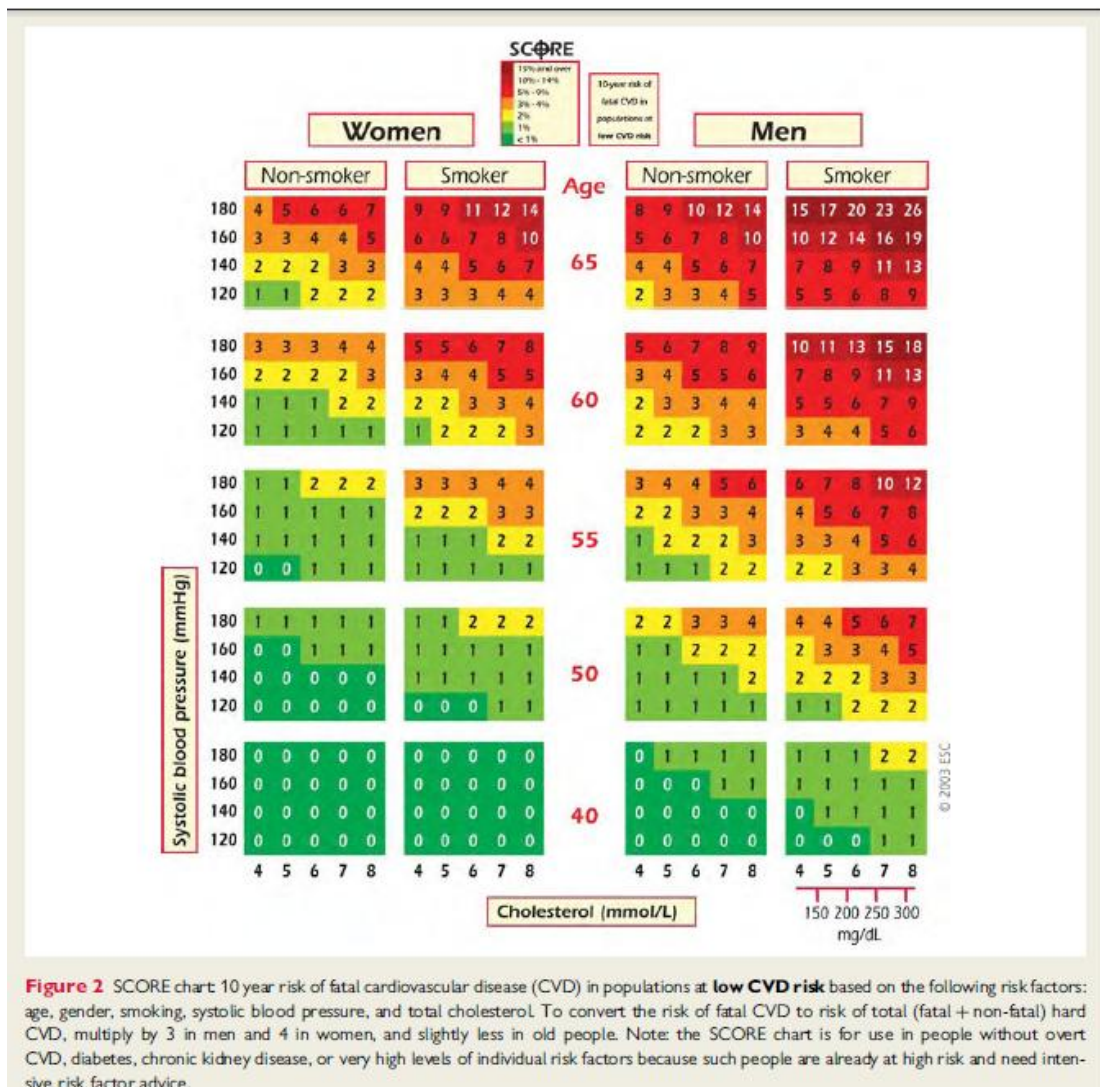 SCORE
15% and over
10% - 14%
5% - 9%
3% - 4%
2%
1%
< 1%
10-year risk of
fatal CVD in
populations at
low CVD risk
Women
Men
Non-smoker Smoker Age Non-smoker Smoker
180 4 5 6 6 7 9 9 11 12 14 8 9 10 12 14 15 17 20 23 26
160 3 3 4 4 5 6 6 7 8 10 5 6 7 8 10 10 12 14 16 19
65
140 2 2 2 3 3 4 4 5 6 7 4 4 5 6 7 7 8 9 11 13
120 1 1 2 2 2 3 3 3 4 4 2 3 3 4 5 5 5 6 8 9
180 3 3 3 4 4 5 5 6 7 8 5 6 7 8 9 10 11 13 15 18
160 2 2 2 2 3 3 4 4 5 5 3 4 5 5 6 7 8 9 11 13
60
140 1 1 1 2 2 2 2 3 3 4 2 3 3 4 4 5 5 6 7 9
120 1 1 1 1 1 1 2 2 2 3 2 2 2 3 3 3 4 4 5 6
180 1 1 2 2 2 3 3 3 4 4 3 4 4 5 6 6 7 8 10 12
160 1 1 1 1 1 2 2 2 3 3 2 2 3 3 4 4 5 6 7 8
55
140 1 1 1 1 1 1 1 1 2 2 1 2 2 2 3 3 3 4 5 6
120 0 0 1 1 1 1 1 1 1 1 1 1 1 2 2 2 2 3 3 4
180 1 1 1 1 1 1 1 2 2 2 2 2 3 3 4 4 4 5 6 7
160 0 0 1 1 1 1 1 1 1 1 1 1 2 2 2 2 3 3 4 5
50
140 0 0 0 0 0 1 1 1 1 1 1 1 1 1 2 2 2 2 3 3
120 0 0 0 0 0 0 0 0 1 1 1 1 1 1 1 1 1 2 2 2
180 0 0 0 0 0 0 0 0 0 0 0 1 1 1 1 1 1 1 2 2
160 0 0 0 0 0 0 0 0 0 0 0 0 0 1 1 1 1 1 1 1
40
140 0 0 0 0 0 0 0 0 0 0 0 0 0 0 0 0 1 1 1 1
120 0 0 0 0 0 0 0 0 0 0 0 0 0 0 0 0 0 0 1 1
Systolic blood pressure (mmHg)
© 2003 ESC
4 5 6 7 8 4 5 6 7 8 4 5 6 7 8 4 5 6 7 8
Cholesterol (mmol/L)
150 200 250 300
mg/dL
Figure 2 SCORE chart: 10 year risk of fatal cardiovascular disease (CVD) in populations at low CVD risk based on the following risk factors:
age, gender, smoking, systolic blood pressure, and total cholesterol. To convert the risk of fatal CVD to risk of total (fatal + non-fatal) hard
CVD, multiply by 3 in men and 4 in women, and slightly less in old people. Note: the SCORE chart is for use in people without overt
CVD, diabetes, chronic kidney disease, or very high levels of individual risk factors because such people are already at high risk and need inten-
sive risk factor advice.